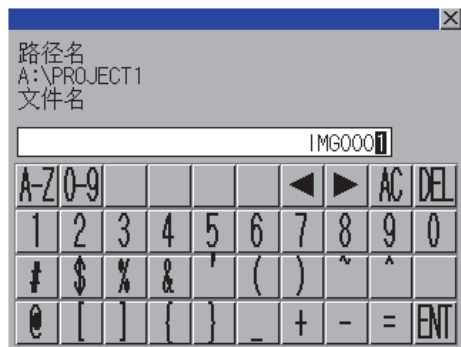 路径名
A:\PROJECT1
文件名
IMG0001
A-Z 0-9 ◀ ▶ AC DEL
1 2 3 4 5 6 7 8 9 0
# $ % & ' ( ) ~ ^
@ [ ] { } _ + - = ENT